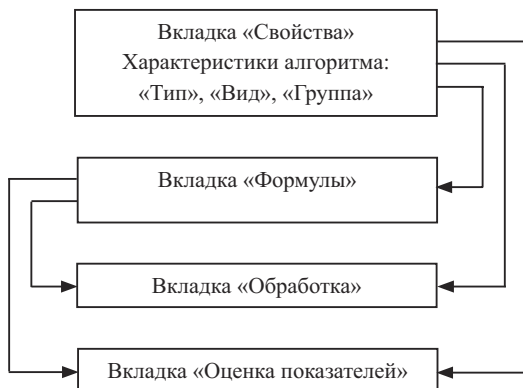 Вкладка «Свойства»
Характеристики алгоритма:
«Тип», «Вид», «Группа»
Вкладка «Формулы»
Вкладка «Обработка»
Вкладка «Оценка показателей»